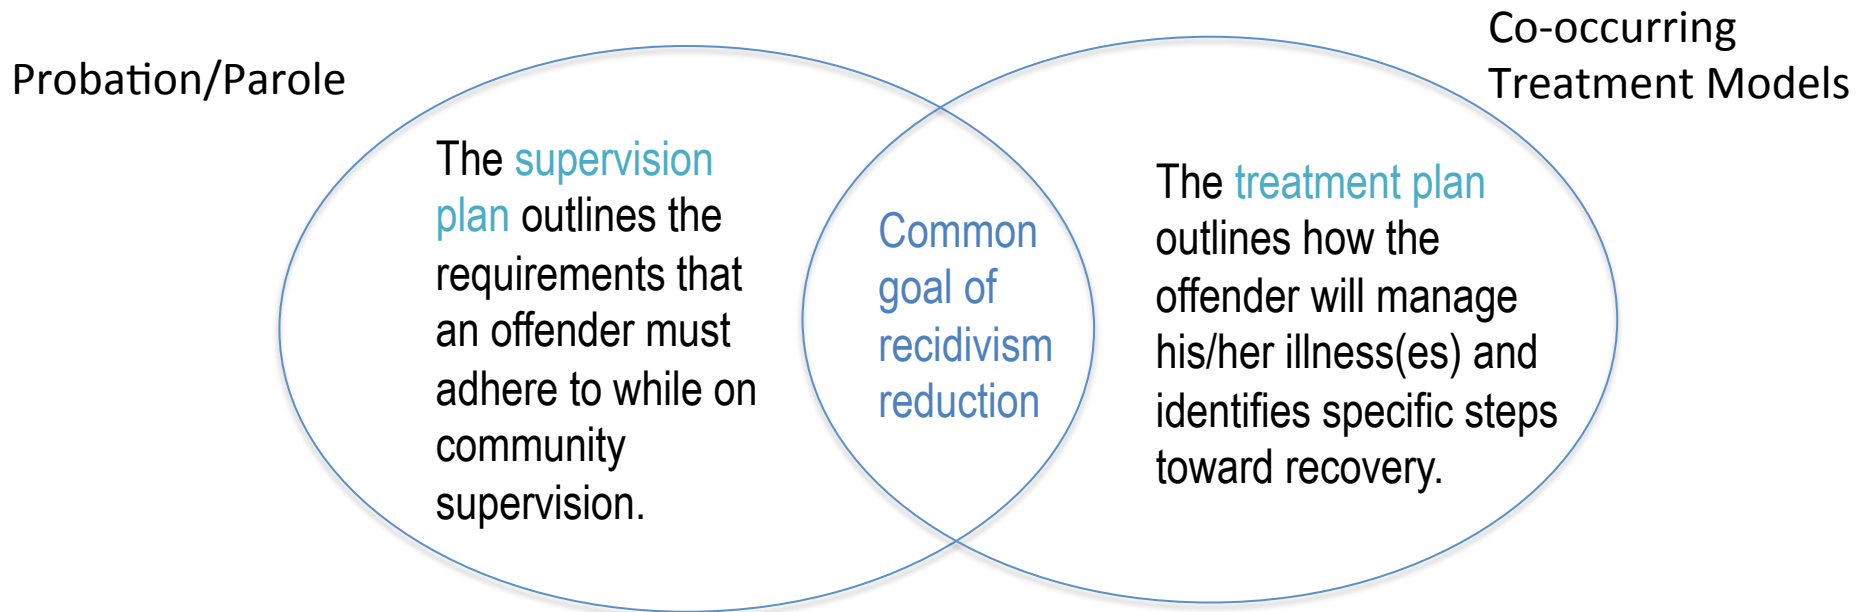 Probation/Parole
The supervision
plan outlines the
requirements that
an offender must
adhere to while on
community
supervision.
Common
goal of
recidivism
reduction
Co-occurring
Treatment Models
The treatment plan
outlines how the
offender will manage
his/her illness(es) and
identifies specific steps
toward recovery.